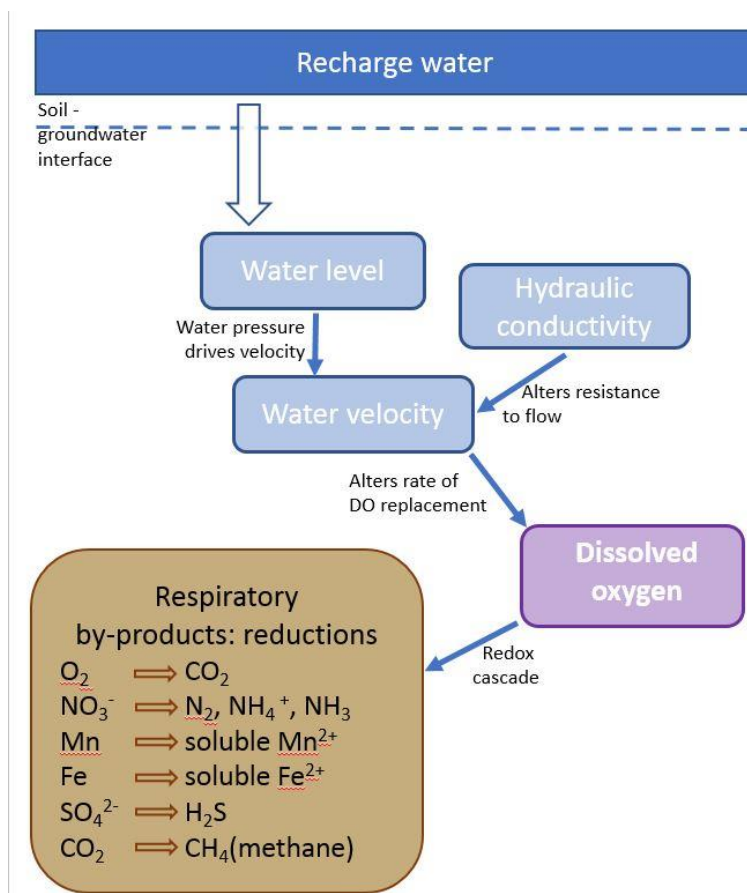 Recharge water
Soil -
groundwater
interface
Water level
Hydraulic
conductivity
Water pressure
drives velocity
Water velocity
Alters resistance
to flow
Alters rate of
DO replacement
Dissolved
oxygen
Redox
cascade
Respiratory
by-products: reductions
O₂ ⇒ CO₂
NO₃⁻ ⇒ N₂, NH₄⁺, NH₃
Mn ⇒ soluble Mn²⁺
Fe ⇒ soluble Fe²⁺
SO₄²⁻ ⇒ H₂S
CO₂ ⇒ CH₄(methane)